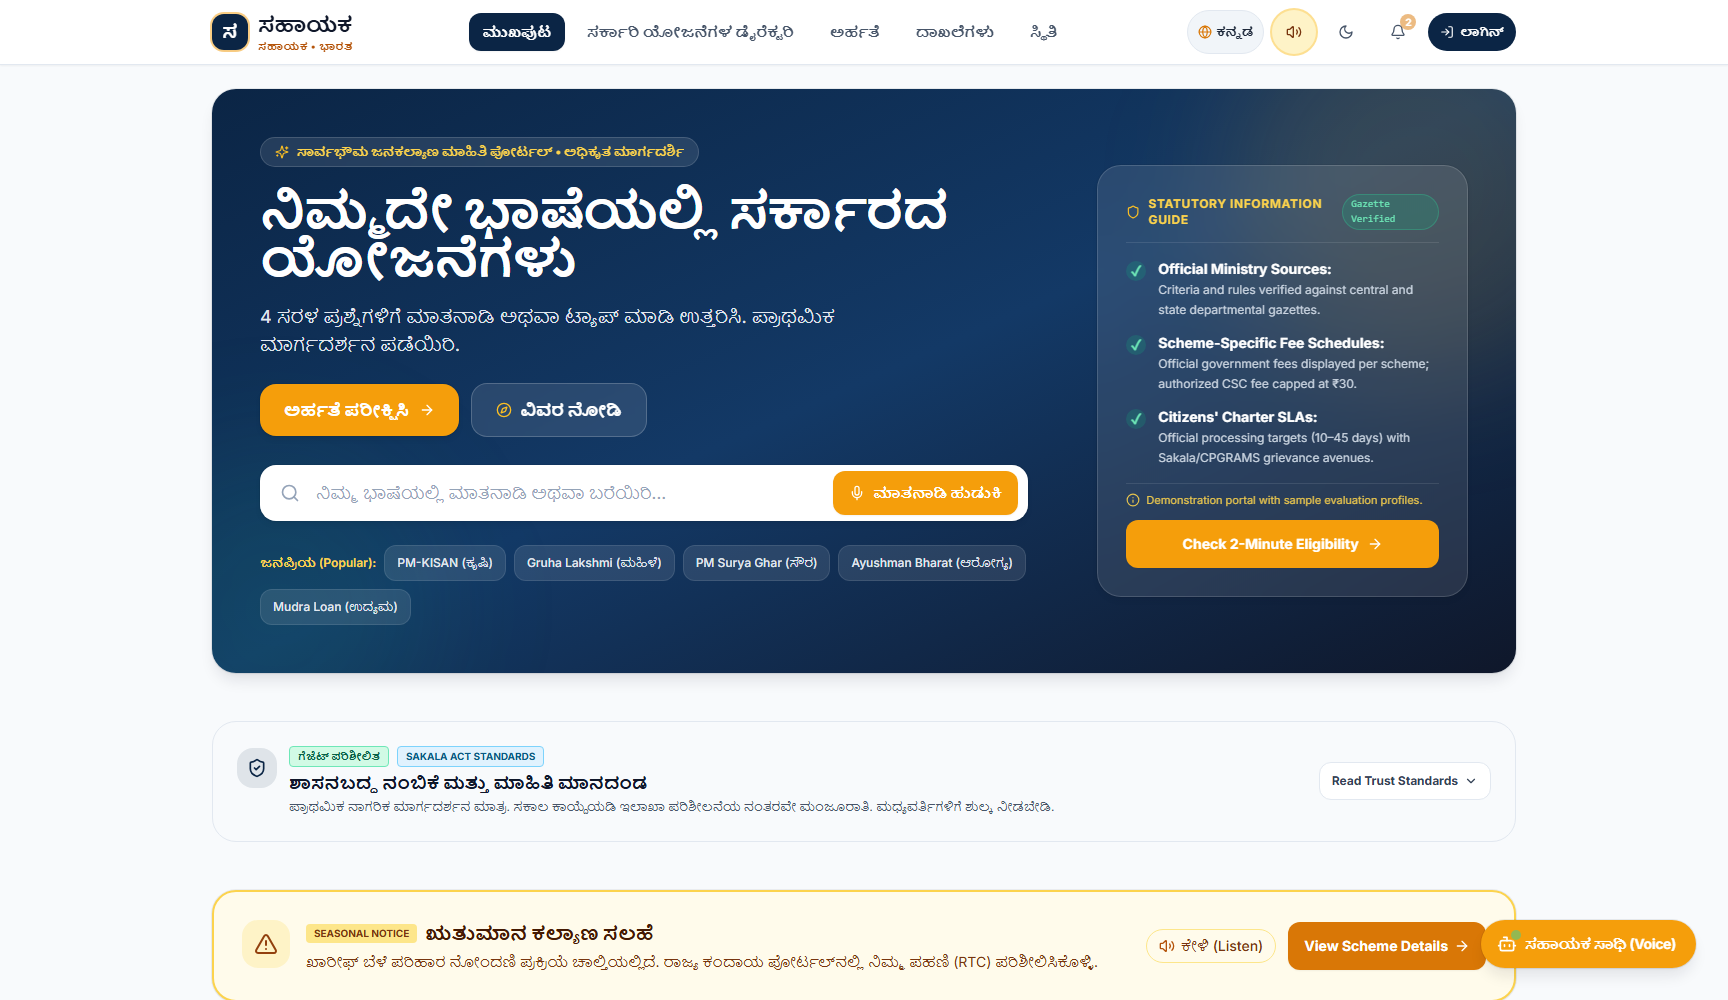 ಸ
ಸಹಾಯಕ
ಸಹಾಯಕ • ಭಾರತ
ಮುಖಪುಟ
ಸರ್ಕಾರಿ ಯೋಜನೆಗಳ ಡೈರೆಕ್ಟರಿ
ಅರ್ಹತೆ
ದಾಖಲೆಗಳು
ಸ್ಥಿತಿ
ಕನ್ನಡ
2
ಲಾಗಿನ್
ಸಾರ್ವಭೌಮ ಜನಕಲ್ಯಾಣ ಮಾಹಿತಿ ಪೋರ್ಟಲ್ • ಅಧಿಕೃತ ಮಾರ್ಗದರ್ಶಿ
ನಿಮ್ಮದೇ ಭಾಷೆಯಲ್ಲಿ ಸರ್ಕಾರದ
ಯೋಜನೆಗಳು
4 ಸರಳ ಪ್ರಶ್ನೆಗಳಿಗೆ ಮಾತನಾಡಿ ಅಥವಾ ಟ್ಯಾಪ್ ಮಾಡಿ ಉತ್ತರಿಸಿ. ಪ್ರಾಥಮಿಕ
ಮಾರ್ಗದರ್ಶನ ಪಡೆಯಿರಿ.
ಅರ್ಹತೆ ಪರೀಕ್ಷಿಸಿ →
ವಿವರ ನೋಡಿ
ನಿಮ್ಮ ಭಾಷೆಯಲ್ಲಿ ಮಾತನಾಡಿ ಅಥವಾ ಬರೆಯಿರಿ...
ಮಾತನಾಡಿ ಹುಡುಕಿ
ಜನಪ್ರಿಯ (Popular):
PM-KISAN (ಕೃಷಿ)
Gruha Lakshmi (ಮಹಿಳೆ)
PM Surya Ghar (ಸೌರ)
Ayushman Bharat (ಆರೋಗ್ಯ)
Mudra Loan (ಉದ್ಯಮ)
STATUTORY INFORMATION
GUIDE
Gazette
Verified
Official Ministry Sources:
Criteria and rules verified against central and
state departmental gazettes.
Scheme-Specific Fee Schedules:
Official government fees displayed per scheme;
authorized CSC fee capped at ₹30.
Citizens' Charter SLAs:
Official processing targets (10–45 days) with
Sakala/CPGRAMS grievance avenues.
Demonstration portal with sample evaluation profiles.
Check 2-Minute Eligibility →
ಗೆಜೆಟ್ ಪರಿಶೀಲಿತ
SAKALA ACT STANDARDS
ಶಾಸನಬದ್ಧ ನಂಬಿಕೆ ಮತ್ತು ಮಾಹಿತಿ ಮಾನದಂಡ
ಪ್ರಾಥಮಿಕ ನಾಗರಿಕ ಮಾರ್ಗದರ್ಶನ ಮಾತ್ರ. ಸಕಾಲ ಕಾಯ್ದೆಯಡಿ ಇಲಾಖಾ ಪರಿಶೀಲನೆಯ ನಂತರವೇ ಮಂಜೂರಾತಿ. ಮಧ್ಯವರ್ತಿಗಳಿಗೆ ಶುಲ್ಕ ನೀಡಬೇಡಿ.
Read Trust Standards
SEASONAL NOTICE
ಋತುಮಾನ ಕಲ್ಯಾಣ ಸಲಹೆ
ಖಾರೀಫ್ ಬೆಳೆ ಪರಿಹಾರ ನೋಂದಣಿ ಪ್ರಕ್ರಿಯೆ ಚಾಲ್ತಿಯಲ್ಲಿದೆ. ರಾಜ್ಯ ಕಂದಾಯ ಪೋರ್ಟಲ್‌ನಲ್ಲಿ ನಿಮ್ಮ ಪಹಣಿ (RTC) ಪರಿಶೀಲಿಸಿಕೊಳ್ಳಿ.
ಕೇಳಿ (Listen)
View Scheme Details →
ಸಹಾಯಕ ಸಾಥಿ (Voice)